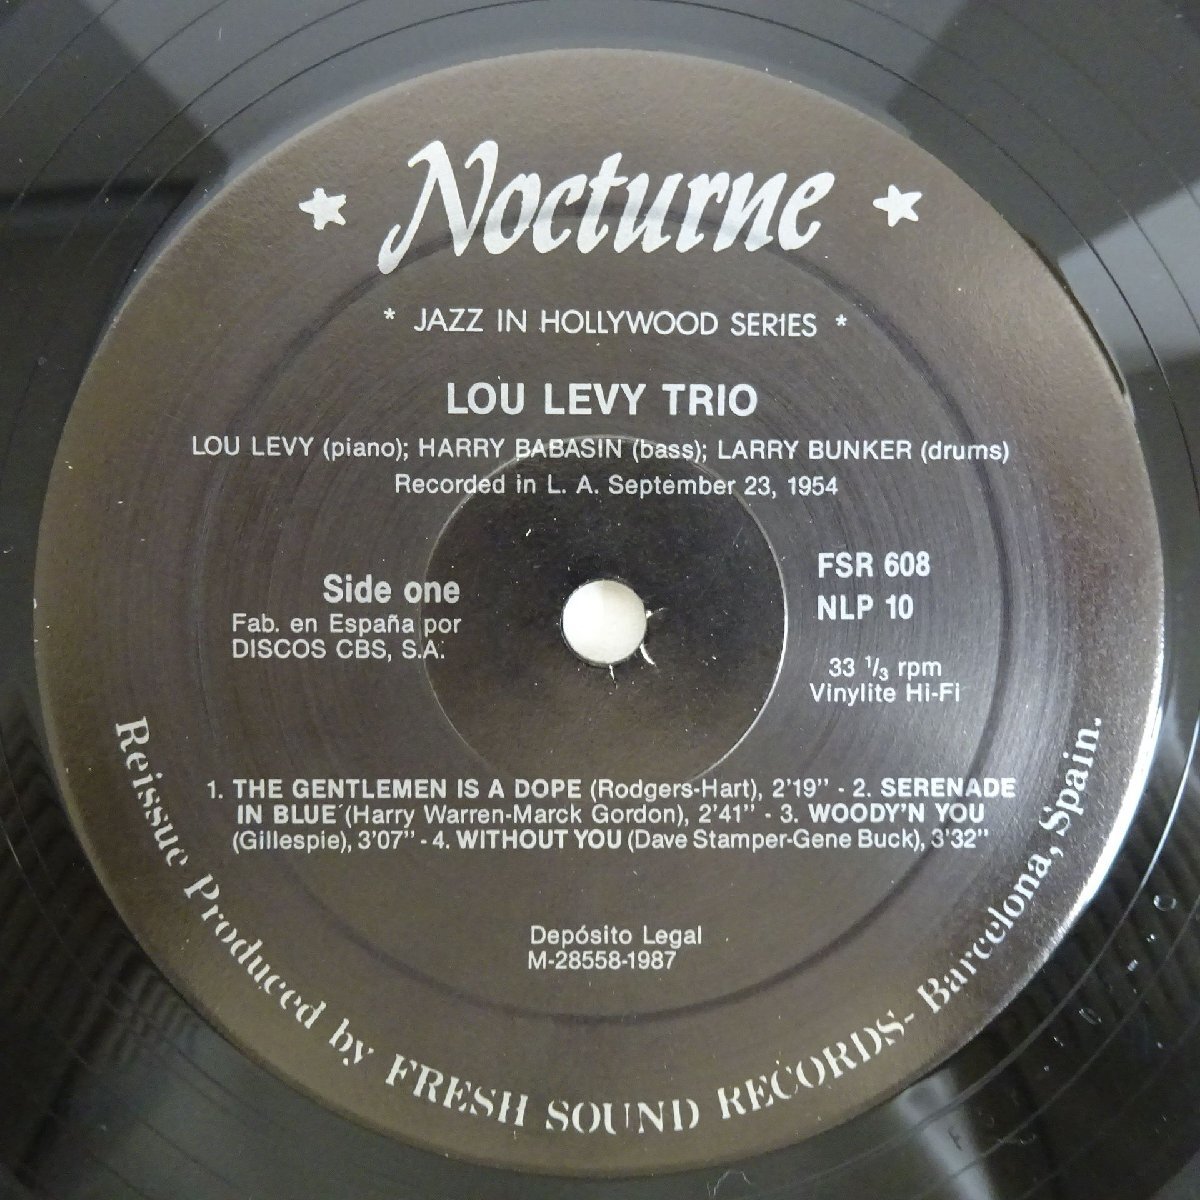 Nocturne
* JAZZ IN HOLLYWOOD SERIES *
LOU LEVY TRIO
LOU LEVY (piano); HARRY BABASIN (bass); LARRY BUNKER (drums)
Recorded in L. A. September 23, 1954
Side one
Fab. en España por
DISCOS CBS, S.A.
FSR 608
NLP 10
33 1/3 rpm
Vinylite Hi-Fi
1. THE GENTLEMEN IS A DOPE (Rodgers-Hart), 2'19" - 2. SERENADE
IN BLUE (Harry Warren-Marck Gordon), 2'41" - 3. WOODY'N YOU
(Gillespie), 3'07" - 4. WITHOUT YOU (Dave Stamper-Gene Buck), 3'32"
Depósito Legal
M-28558-1987
Reissue Produced by FRESH SOUND RECORDS- Barcelona, Spain.